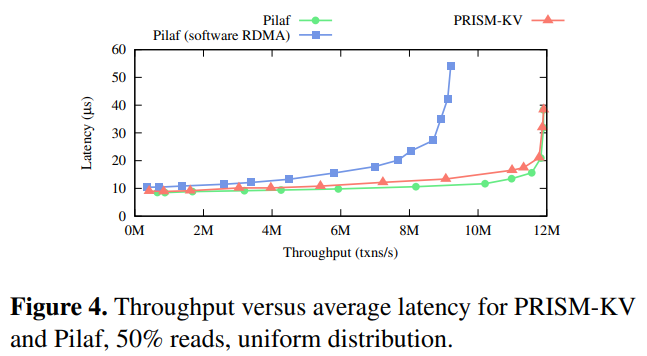 Pilaf
Pilaf (software RDMA)
PRISM-KV
60
50
40
30
20
10
0
Latency (μs)
0M 2M 4M 6M 8M 10M 12M
Throughput (txns/s)
Figure 4. Throughput versus average latency for PRISM-KV
and Pilaf, 50% reads, uniform distribution.